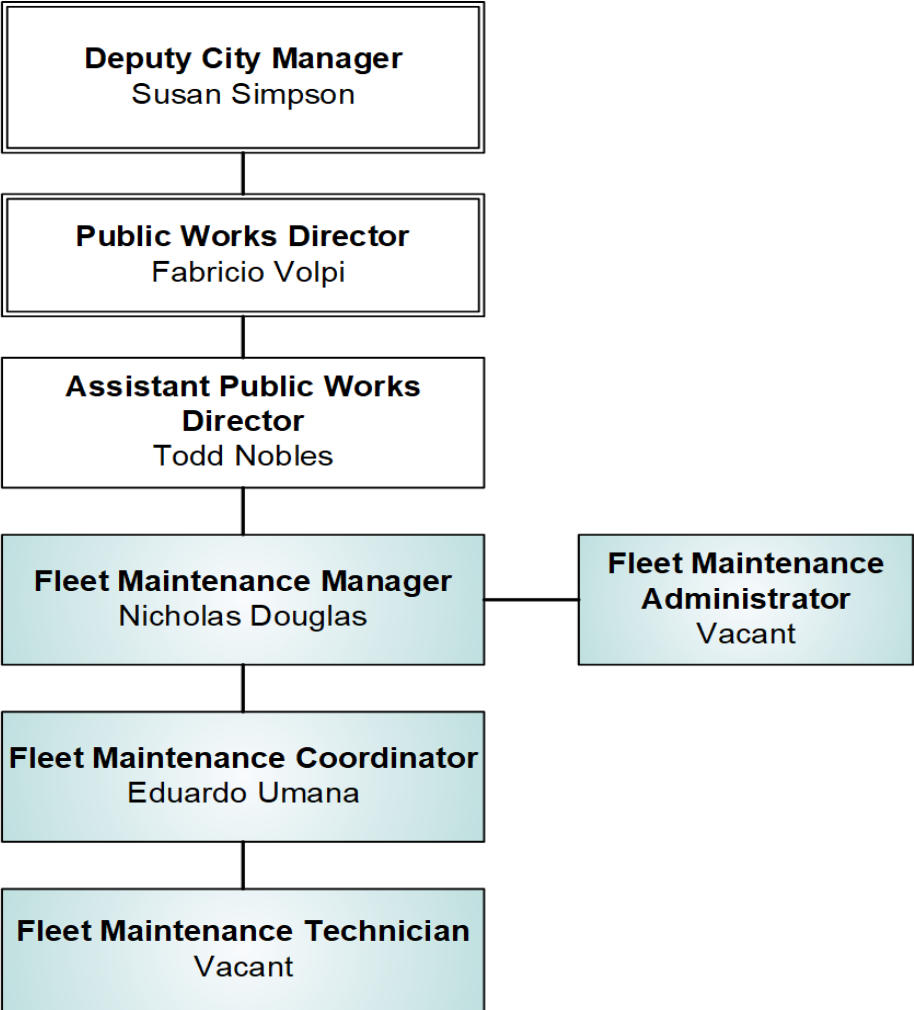 Deputy City Manager
Susan Simpson
Public Works Director
Fabricio Volpi
Assistant Public Works
Director
Todd Nobles
Fleet Maintenance Manager
Nicholas Douglas
Fleet Maintenance
Administrator
Vacant
Fleet Maintenance Coordinator
Eduardo Umana
Fleet Maintenance Technician
Vacant